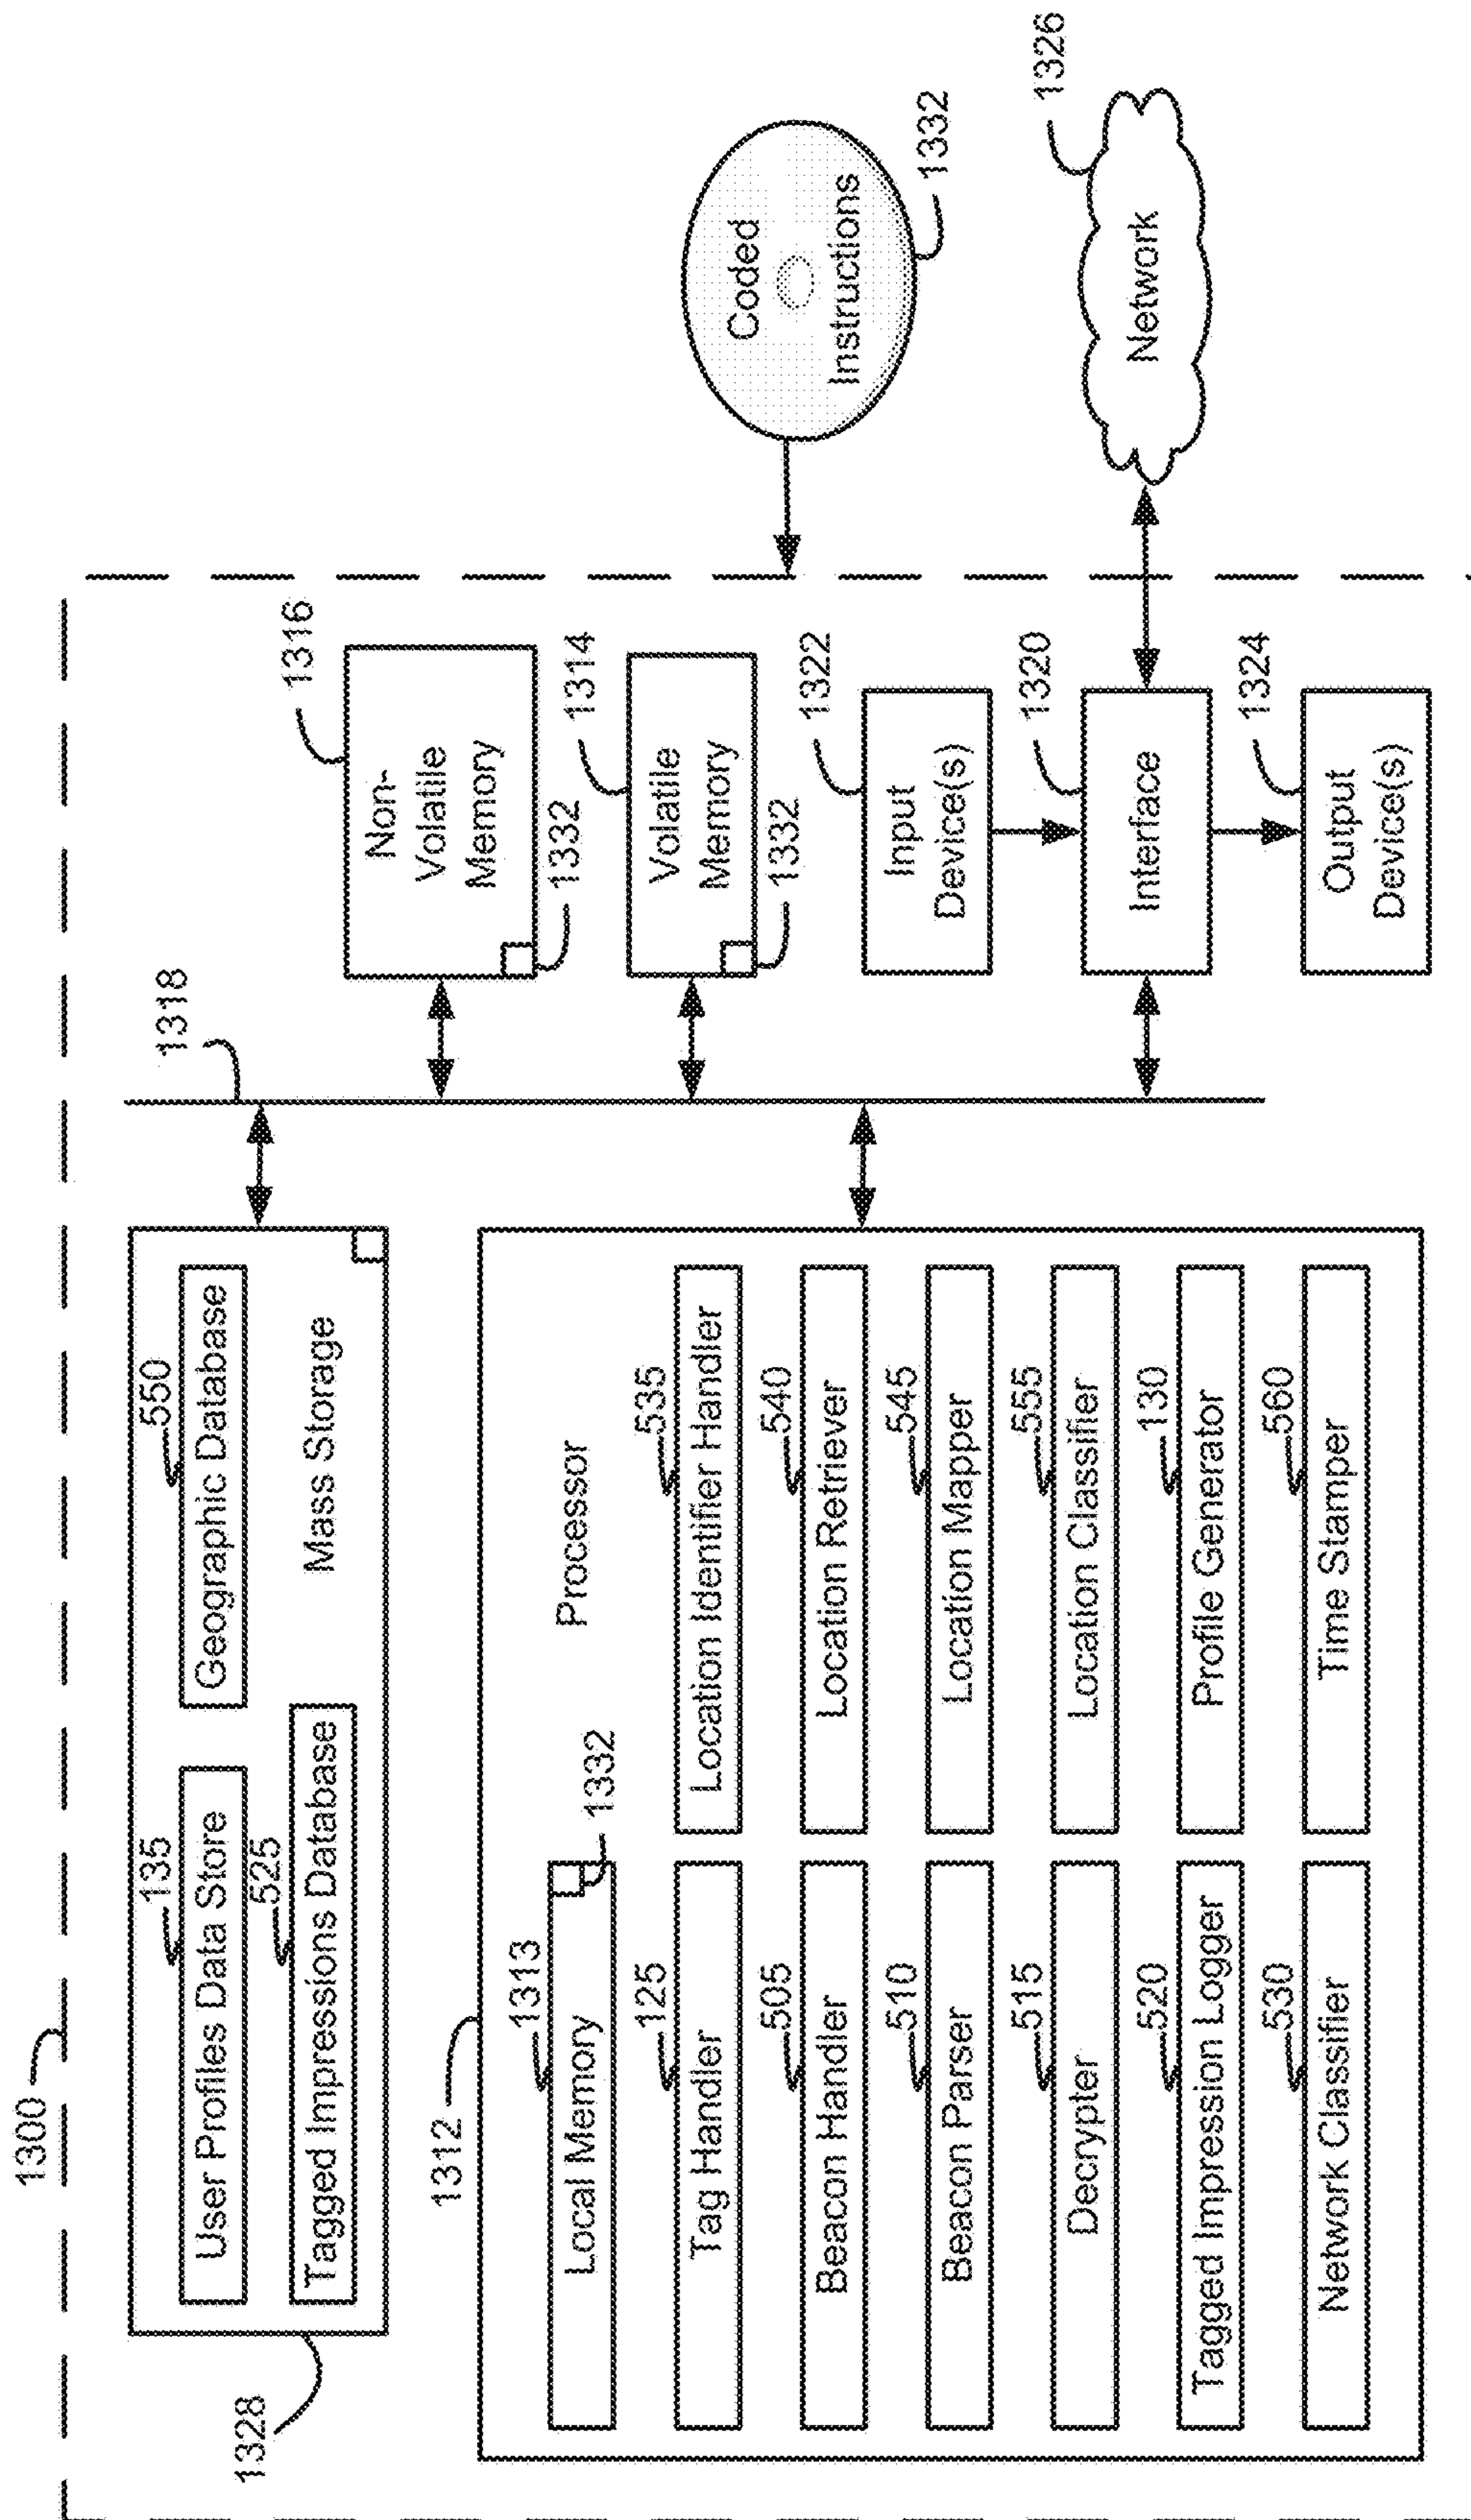 1300
1328
135
User Profiles Data Store
550
Geographic Database
525
Tagged Impressions Database
Mass Storage
1318
1316
Non-
Volatile
Memory
1332
1314
Volatile
Memory
1332
1312
Processor
1313
Local Memory
1332
125
Tag Handler
535
Location Identifier Handler
505
Beacon Handler
540
Location Retriever
510
Beacon Parser
545
Location Mapper
515
Decrypter
555
Location Classifier
520
Tagged Impression Logger
130
Profile Generator
530
Network Classifier
560
Time Stamper
1322
Input
Device(s)
1320
Interface
1324
Output
Device(s)
Coded
Instructions
1332
1326
Network